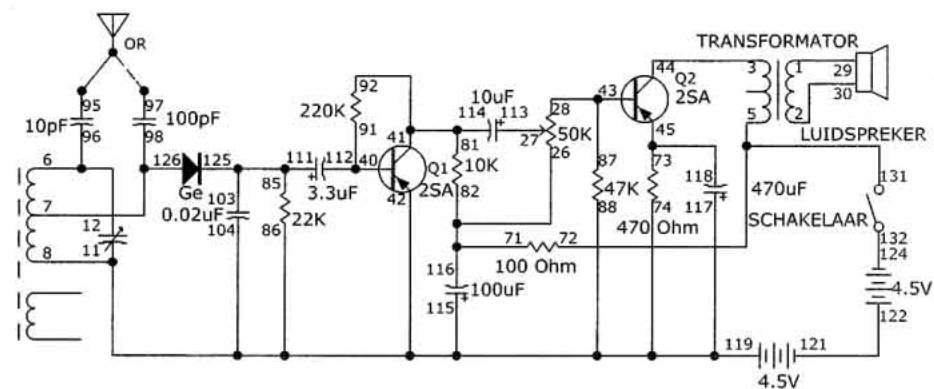 OR
TRANSFORMATOR
95
97
10pF
100pF
96
98
92
220K
91
10uF
114
113
28
50K
27
26
43
44
Q2
2SA
45
3
1
5
2
29
30
LUIDSPREKER
6
7
8
12
11
126
125
Ge
0.02uF
103
104
85
22K
86
111
112
3.3uF
40
41
Q1
2SA
42
81
10K
82
87
47K
88
73
74
470 Ohm
118
117
470uF
131
SCHAKELAAR
132
71
72
100 Ohm
116
100uF
115
124
4.5V
122
119
121
4.5V